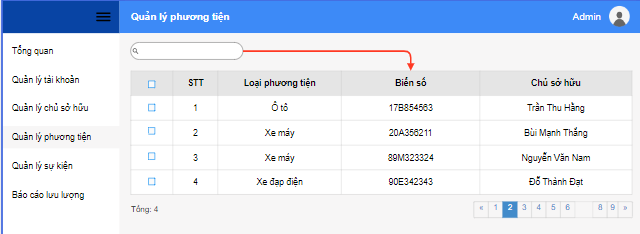 Quản lý phương tiện
Admin
Tổng quan
Quản lý tài khoản
Quản lý chủ sở hữu
Quản lý phương tiện
Quản lý sự kiện
Báo cáo lưu lượng
STT Loại phương tiện Biển số Chủ sở hữu
1 Ô tô 17B854563 Trần Thu Hằng
2 Xe máy 20A356211 Bùi Mạnh Thắng
3 Xe máy 89M323324 Nguyễn Văn Nam
4 Xe đạp điện 90E342343 Đỗ Thành Đạt
Tổng: 4
« 1 2 3 4 5 6 8 9 »